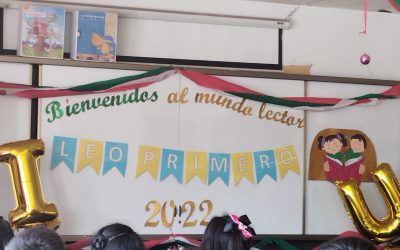 Bienvenidos al mundo lector
LEO PRIMERO
2022
I U